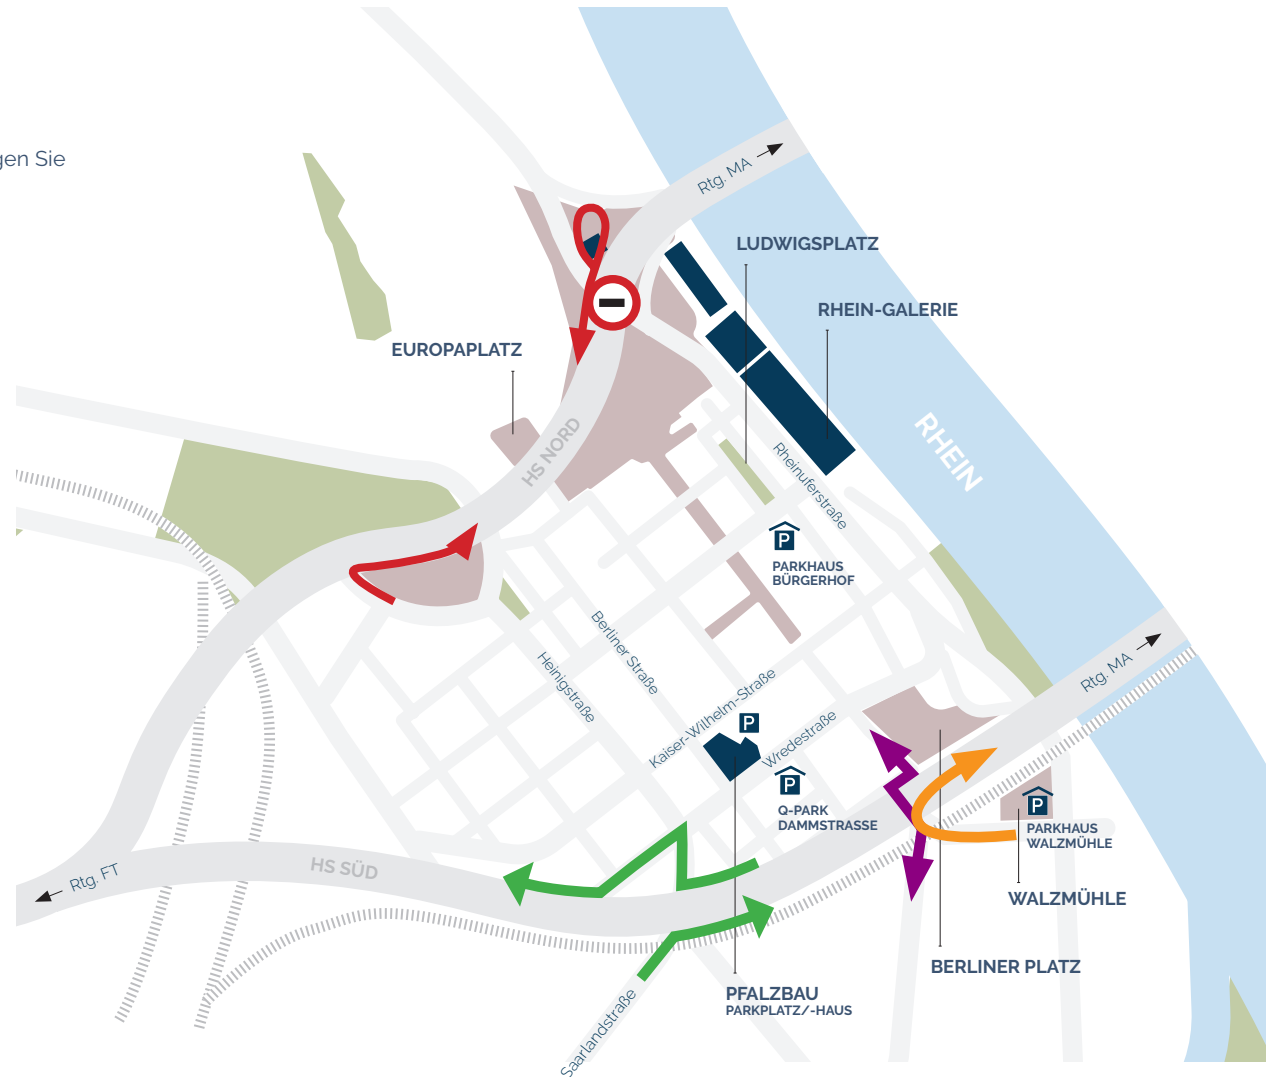 gen Sie
Rtg. MA
LUDWIGSPLATZ
RHEIN-GALERIE
EUROPAPLATZ
HS NORD
RHEIN
Rheinuferstraße
P
PARKHAUS
BÜRGERHOF
Berliner Straße
Heinigstraße
Rtg. MA
Kaiser-Wilhelm-Straße
P
Wredestraße
P
Q-PARK
DAMMSTRASSE
P
PARKHAUS
WALZMÜHLE
HS SÜD
Rtg. FT
WALZMÜHLE
BERLINER PLATZ
PFALZBAU
PARKPLATZ/-HAUS
Saarlandstraße